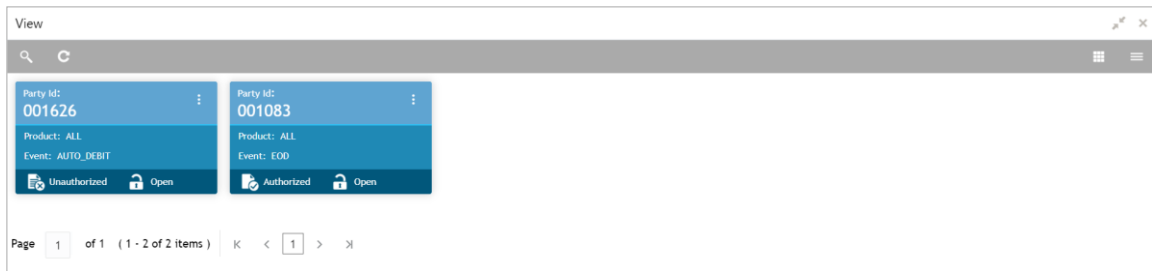 View
Party Id:
001626
Product: ALL
Event: AUTO_DEBIT
Unauthorized Open
Party Id:
001083
Product: ALL
Event: EOD
Authorized Open
Page 1 of 1 ( 1 - 2 of 2 items ) 1